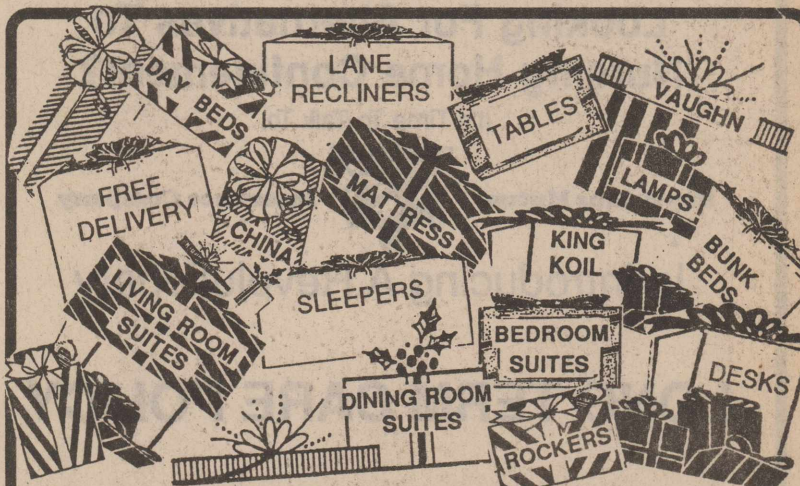 DAY BEDS
LANE
RECLINERS
TABLES
VAUGHN
FREE
DELIVERY
CHINA
MATTRESS
LAMPS
KING
KOIL
BUNK
BEDS
LIVING ROOM
SUITES
SLEEPERS
BEDROOM
SUITES
DESKS
DINING ROOM
SUITES
ROCKERS